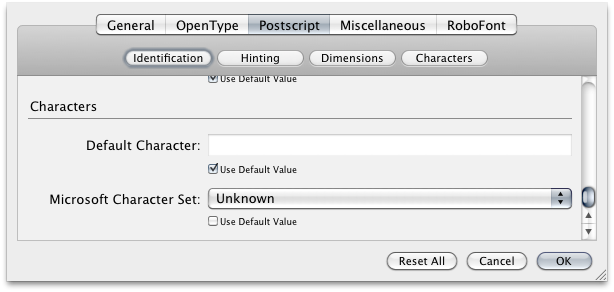 General OpenType Postscript Miscellaneous RoboFont
Identification Hinting Dimensions Characters
Use Default Value
Characters
Default Character:
Use Default Value
Microsoft Character Set: Unknown
Use Default Value
Reset All Cancel OK